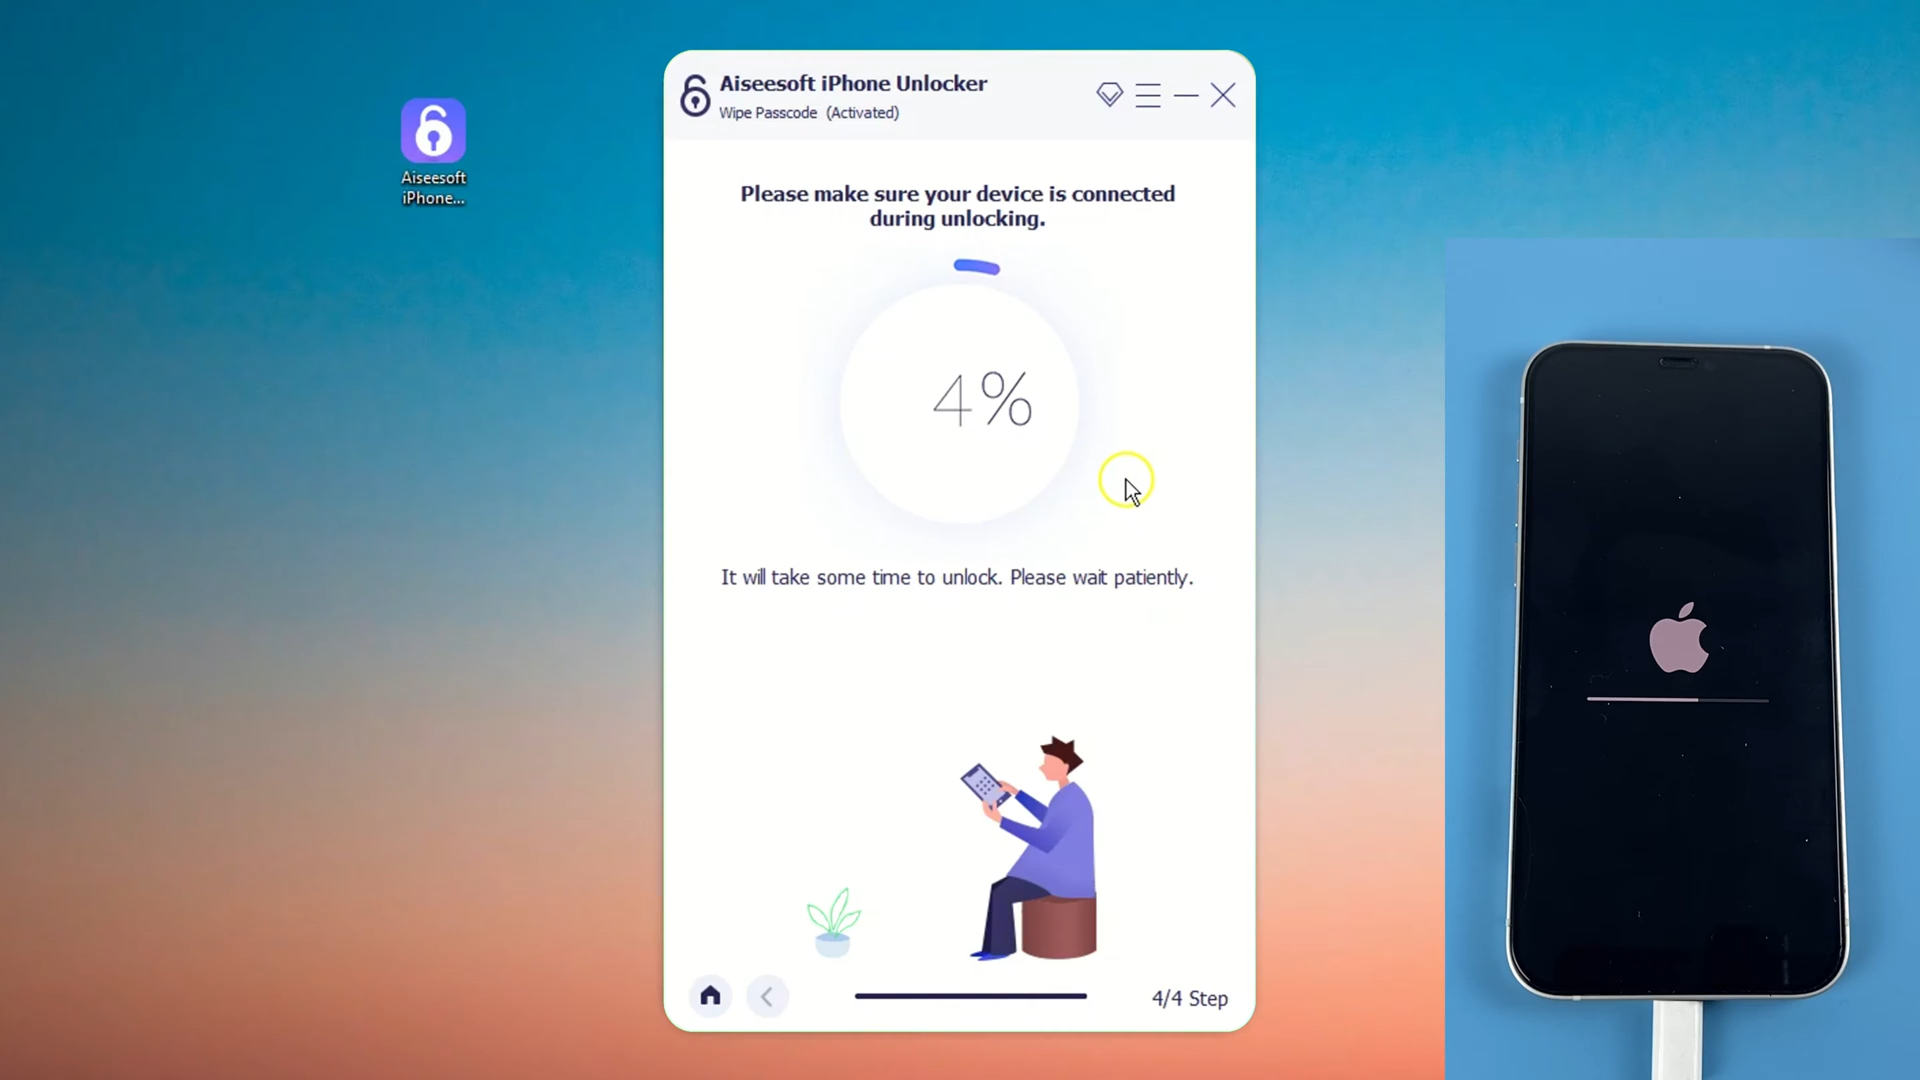 Aiseesoft
iPhone...
Aiseesoft iPhone Unlocker
Wipe Passcode (Activated)
Please make sure your device is connected
during unlocking.
4%
It will take some time to unlock. Please wait patiently.
4/4 Step